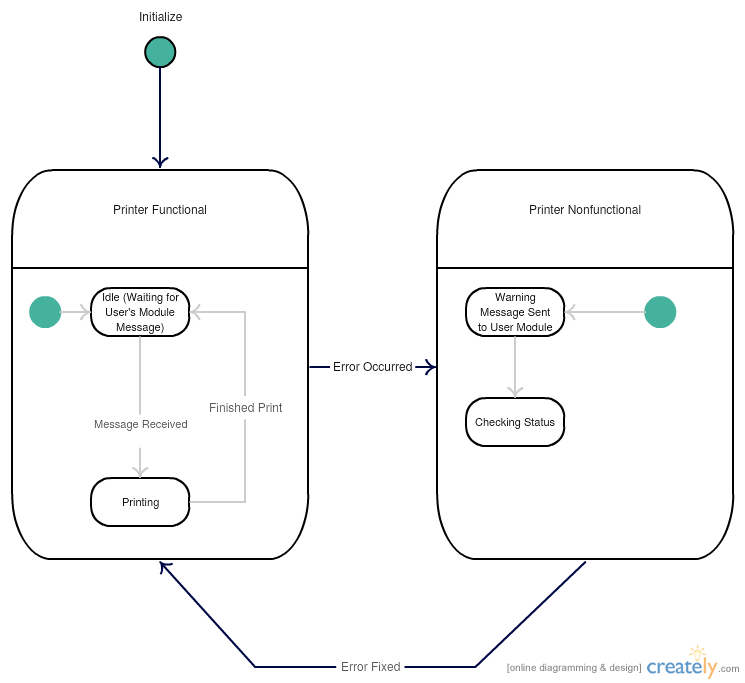 Initialize
Printer Functional
Printer Nonfunctional
Idle (Waiting for
User's Module
Message)
Warning
Message Sent
to User Module
Error Occurred
Finished Print
Message Received
Checking Status
Printing
Error Fixed
[online diagramming & design]
creately.com